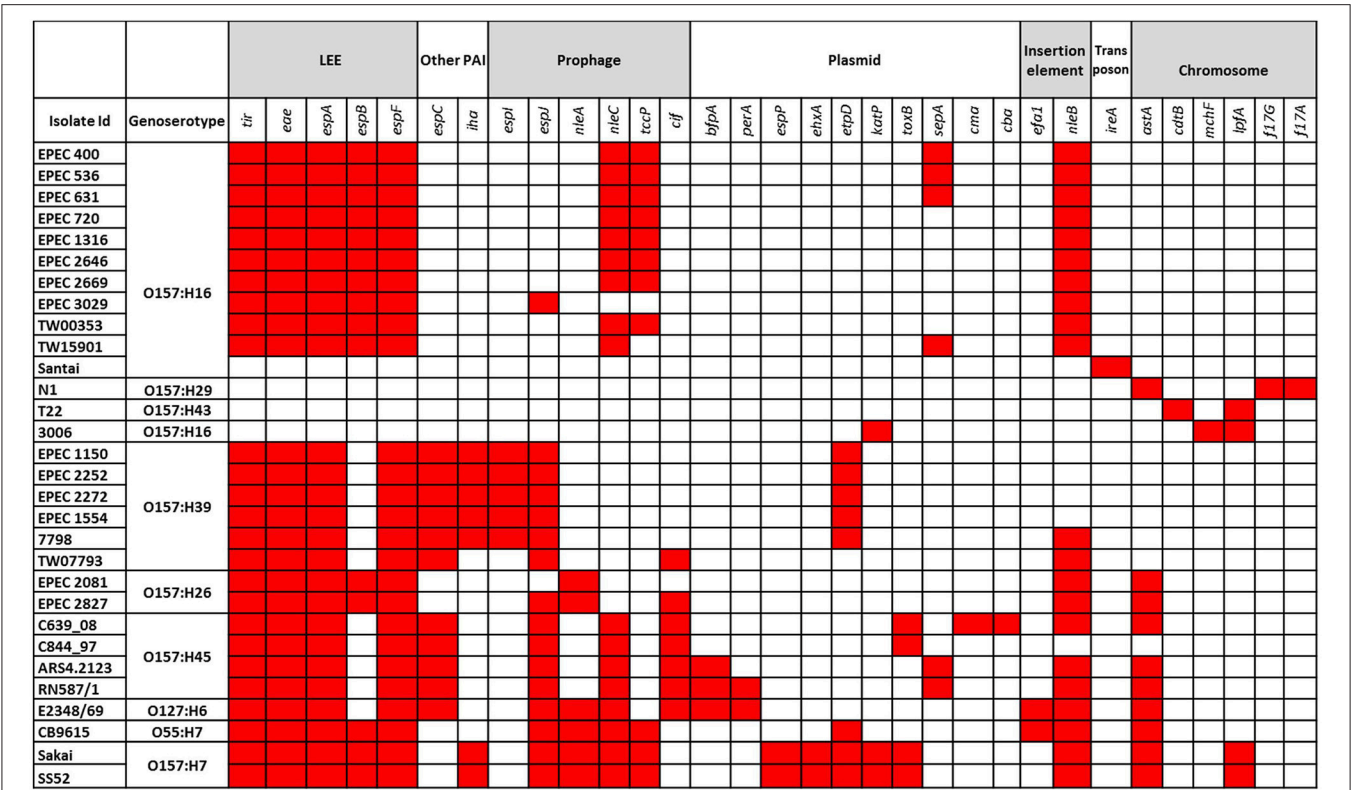 LEE Other PAI Prophage Plasmid Insertion element Trans poson Chromosome
Isolate Id Genoserotype tir eae espA espB espF espC iha espI espJ nleA nleC tccP cif bfpA perA espP ehxA etpD katP toxB sepA cma cba efa1 nleB ireA astA cdtB mchF lpfA f17G f17A
EPEC 400
EPEC 536
EPEC 631
EPEC 720
EPEC 1316
EPEC 2646
EPEC 2669
O157:H16
EPEC 3029
TW00353
TW15901
Santai
N1 O157:H29
T22 O157:H43
3006 O157:H16
EPEC 1150
EPEC 2252
EPEC 2272
O157:H39
EPEC 1554
7798
TW07793
EPEC 2081
O157:H26
EPEC 2827
C639_08
C844_97
O157:H45
ARS4.2123
RN587/1
E2348/69 O127:H6
CB9615 O55:H7
Sakai
O157:H7
SS52